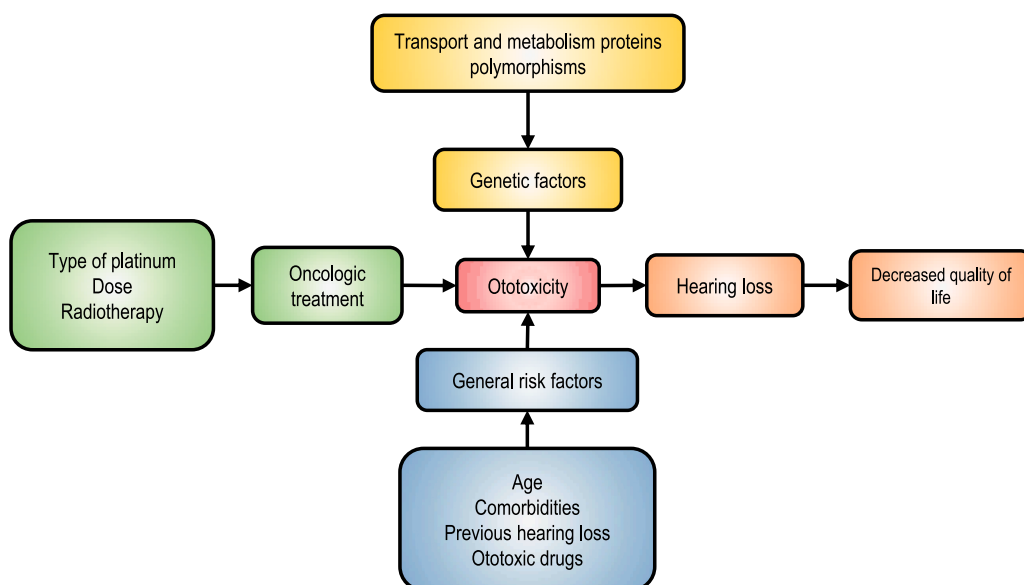 Transport and metabolism proteins
polymorphisms
Genetic factors
Type of platinum
Dose
Radiotherapy
Oncologic
treatment
Ototoxicity
Hearing loss
Decreased quality of
life
General risk factors
Age
Comorbidities
Previous hearing loss
Ototoxic drugs